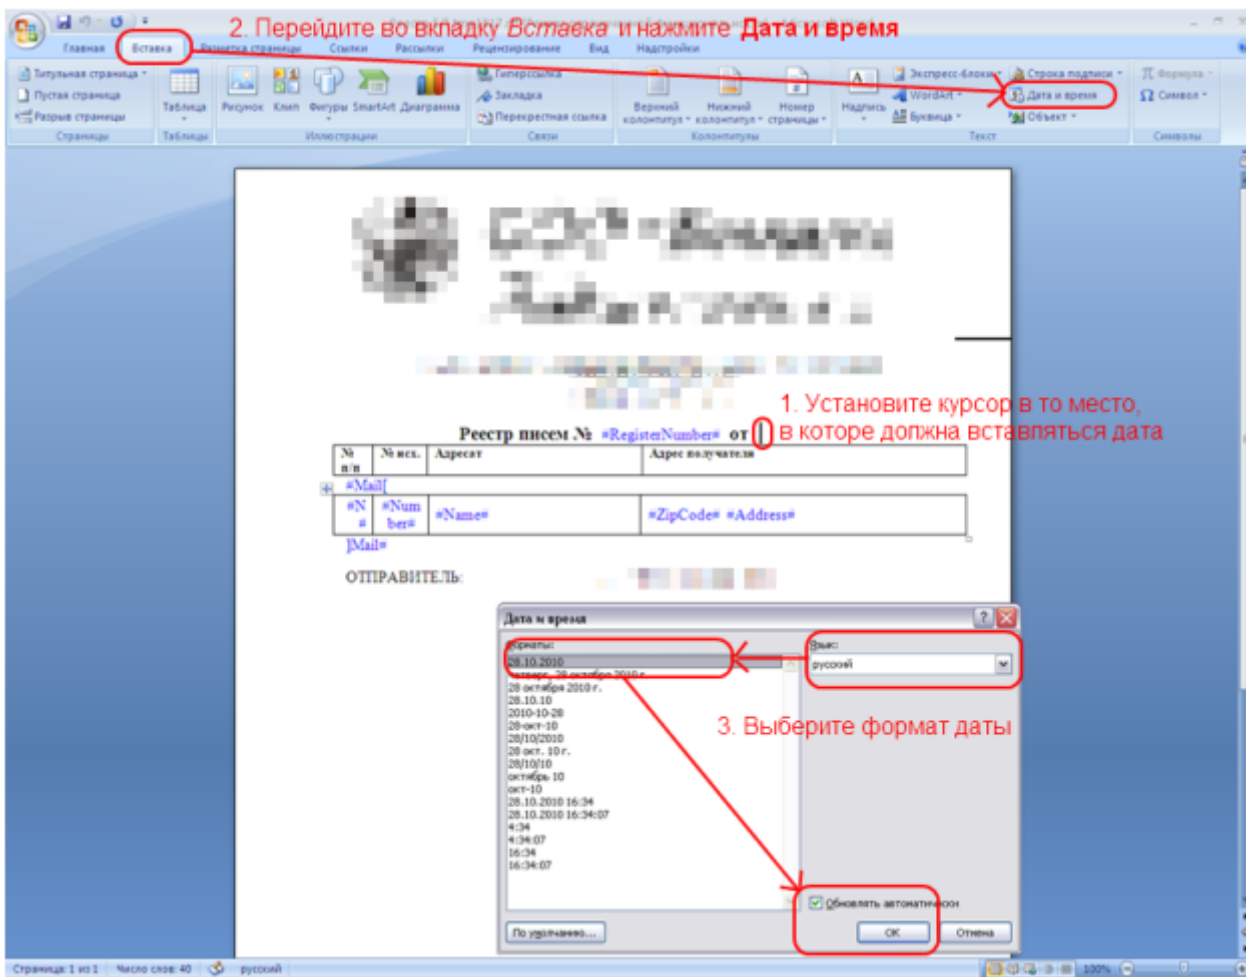 2. Перейдите во вкладку Вставка и нажмите Дата и время
Главная Вставка Разметка страницы Ссылки Рассылки Рецензирование Вид Надстройки
Титульная страница
Пустая страница
Разрыв страницы
Страницы
Таблица
Таблицы
Рисунок Клип Фигуры SmartArt Диаграмма
Иллюстрации
Гиперссылка
Закладка
Перекрестная ссылка
Связи
Верхний колонтитул
Нижний колонтитул
Номер страницы
Колонтитулы
Надпись
Экспресс-блоки
WordArt
Буквица
Строка подписи
Дата и время
Объект
Текст
Формула
Символ
Символы
1. Установите курсор в то место,
в которе должна вставляться дата
Реестр писем № #RegisterNumber# от
№ п/п № исх. Адресат Адрес получателя
#Mail[
#N# #Number# #Name# #ZipCode# #Address#
]Mail#
ОТПРАВИТЕЛЬ:
Дата и время
Форматы:
Язык:
28.10.2010
русский
четверг, 28 октября 2010 г.
28 октября 2010 г.
28.10.10
2010-10-28
28-окт-10
28/10/2010
28 окт. 10 г.
28/10/10
октябрь 10
окт-10
28.10.2010 16:34
28.10.2010 16:34:07
4:34
4:34:07
16:34
16:34:07
3. Выберите формат даты
Обновлять автоматически
По умолчанию... ОК Отмена
Страница: 1 из 1 Число слов: 40 русский 100%